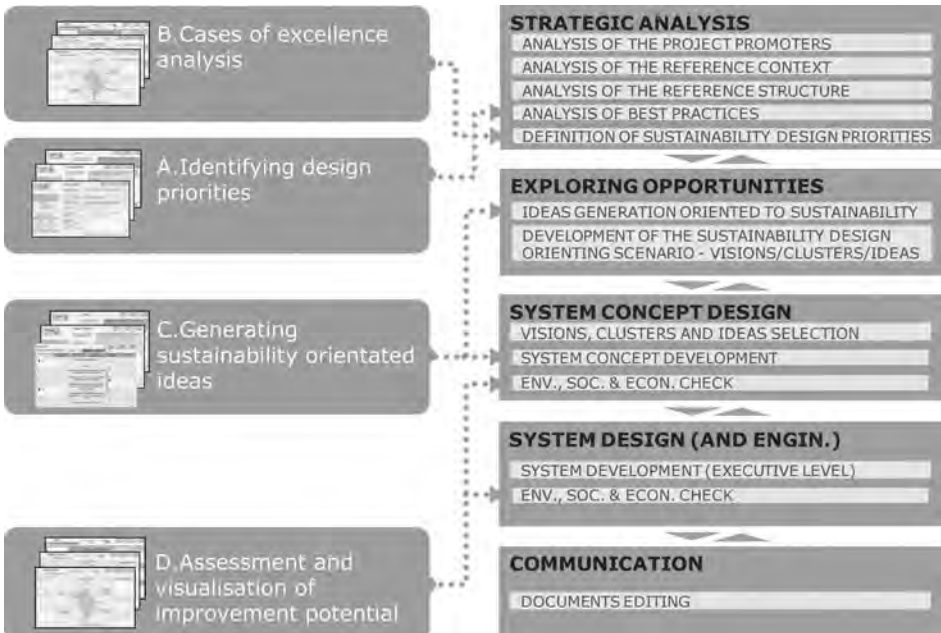 B.Cases of excellence
analysis
A.Identifying design
priorities
C.Generating
sustainability orientated
ideas
D.Assessment and
visualisation of
improvement potential
STRATEGIC ANALYSIS
ANALYSIS OF THE PROJECT PROMOTERS
ANALYSIS OF THE REFERENCE CONTEXT
ANALYSIS OF THE REFERENCE STRUCTURE
ANALYSIS OF BEST PRACTICES
DEFINITION OF SUSTAINABILITY DESIGN PRIORITIES
EXPLORING OPPORTUNITIES
IDEAS GENERATION ORIENTED TO SUSTAINABILITY
DEVELOPMENT OF THE SUSTAINABILITY DESIGN
ORIENTING SCENARIO - VISIONS/CLUSTERS/IDEAS
SYSTEM CONCEPT DESIGN
VISIONS, CLUSTERS AND IDEAS SELECTION
SYSTEM CONCEPT DEVELOPMENT
ENV., SOC. & ECON. CHECK
SYSTEM DESIGN (AND ENGIN.)
SYSTEM DEVELOPMENT (EXECUTIVE LEVEL)
ENV., SOC. & ECON. CHECK
COMMUNICATION
DOCUMENTS EDITING